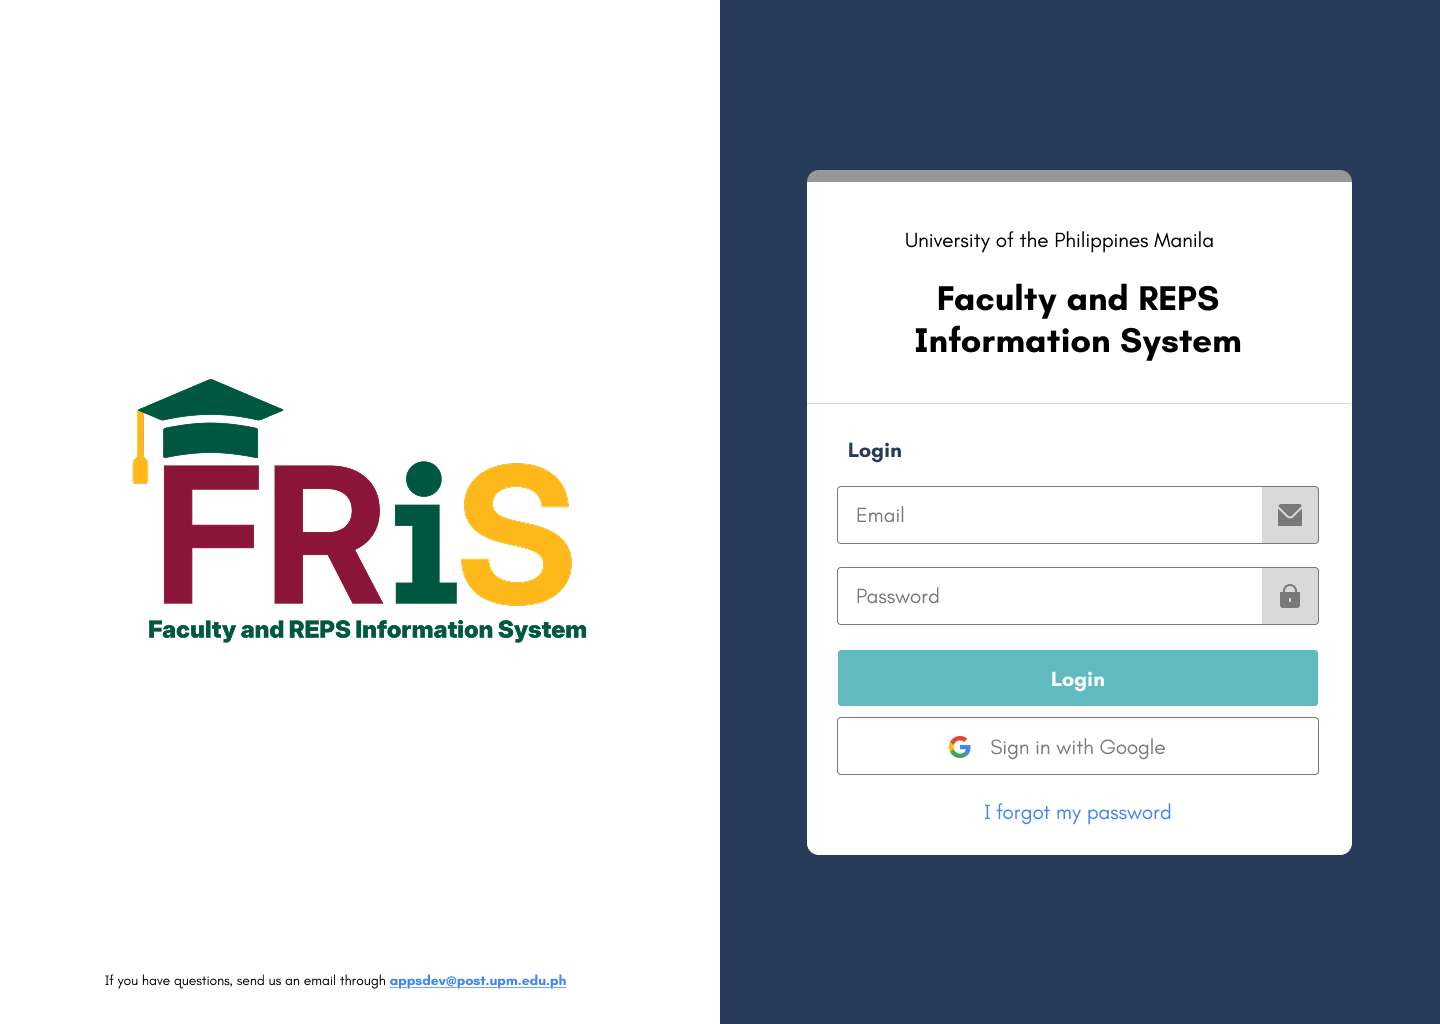 FRiS
Faculty and REPS Information System
If you have questions, send us an email through appsdev@post.upm.edu.ph
University of the Philippines Manila
Faculty and REPS
Information System
Login
Email
Password
Login
Sign in with Google
I forgot my password